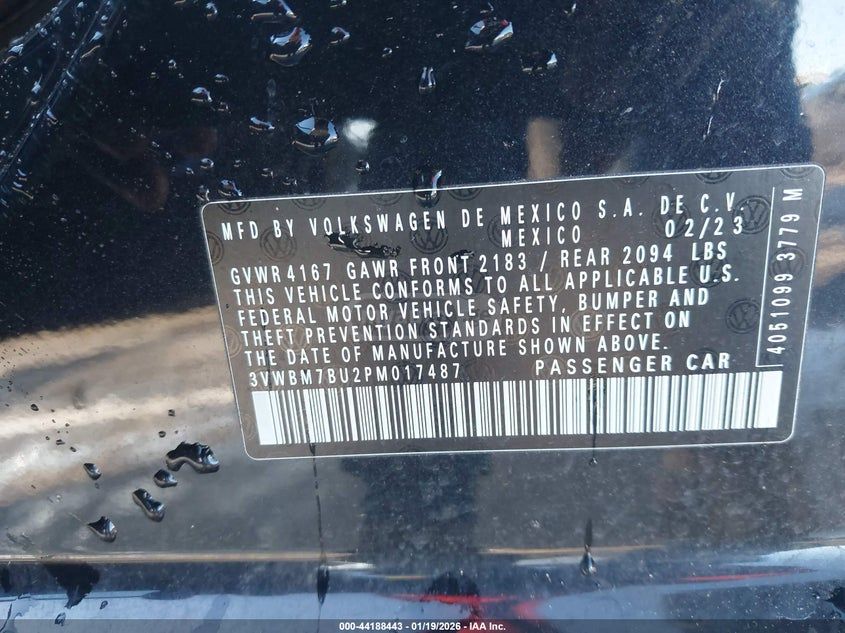 MFD BY VOLKSWAGEN DE MEXICO S.A. DE C.V.
MEXICO 02/23
GVWR 4167 GAWR FRONT 2183 / REAR 2094 LBS
THIS VEHICLE CONFORMS TO ALL APPLICABLE U.S.
FEDERAL MOTOR VEHICLE SAFETY, BUMPER AND
THEFT PREVENTION STANDARDS IN EFFECT ON
THE DATE OF MANUFACTURE SHOWN ABOVE.
3VWBM7BU2PM017487 PASSENGER CAR
4051099 3779 M
000-44188443 - 01/19/2026 - IAA Inc.